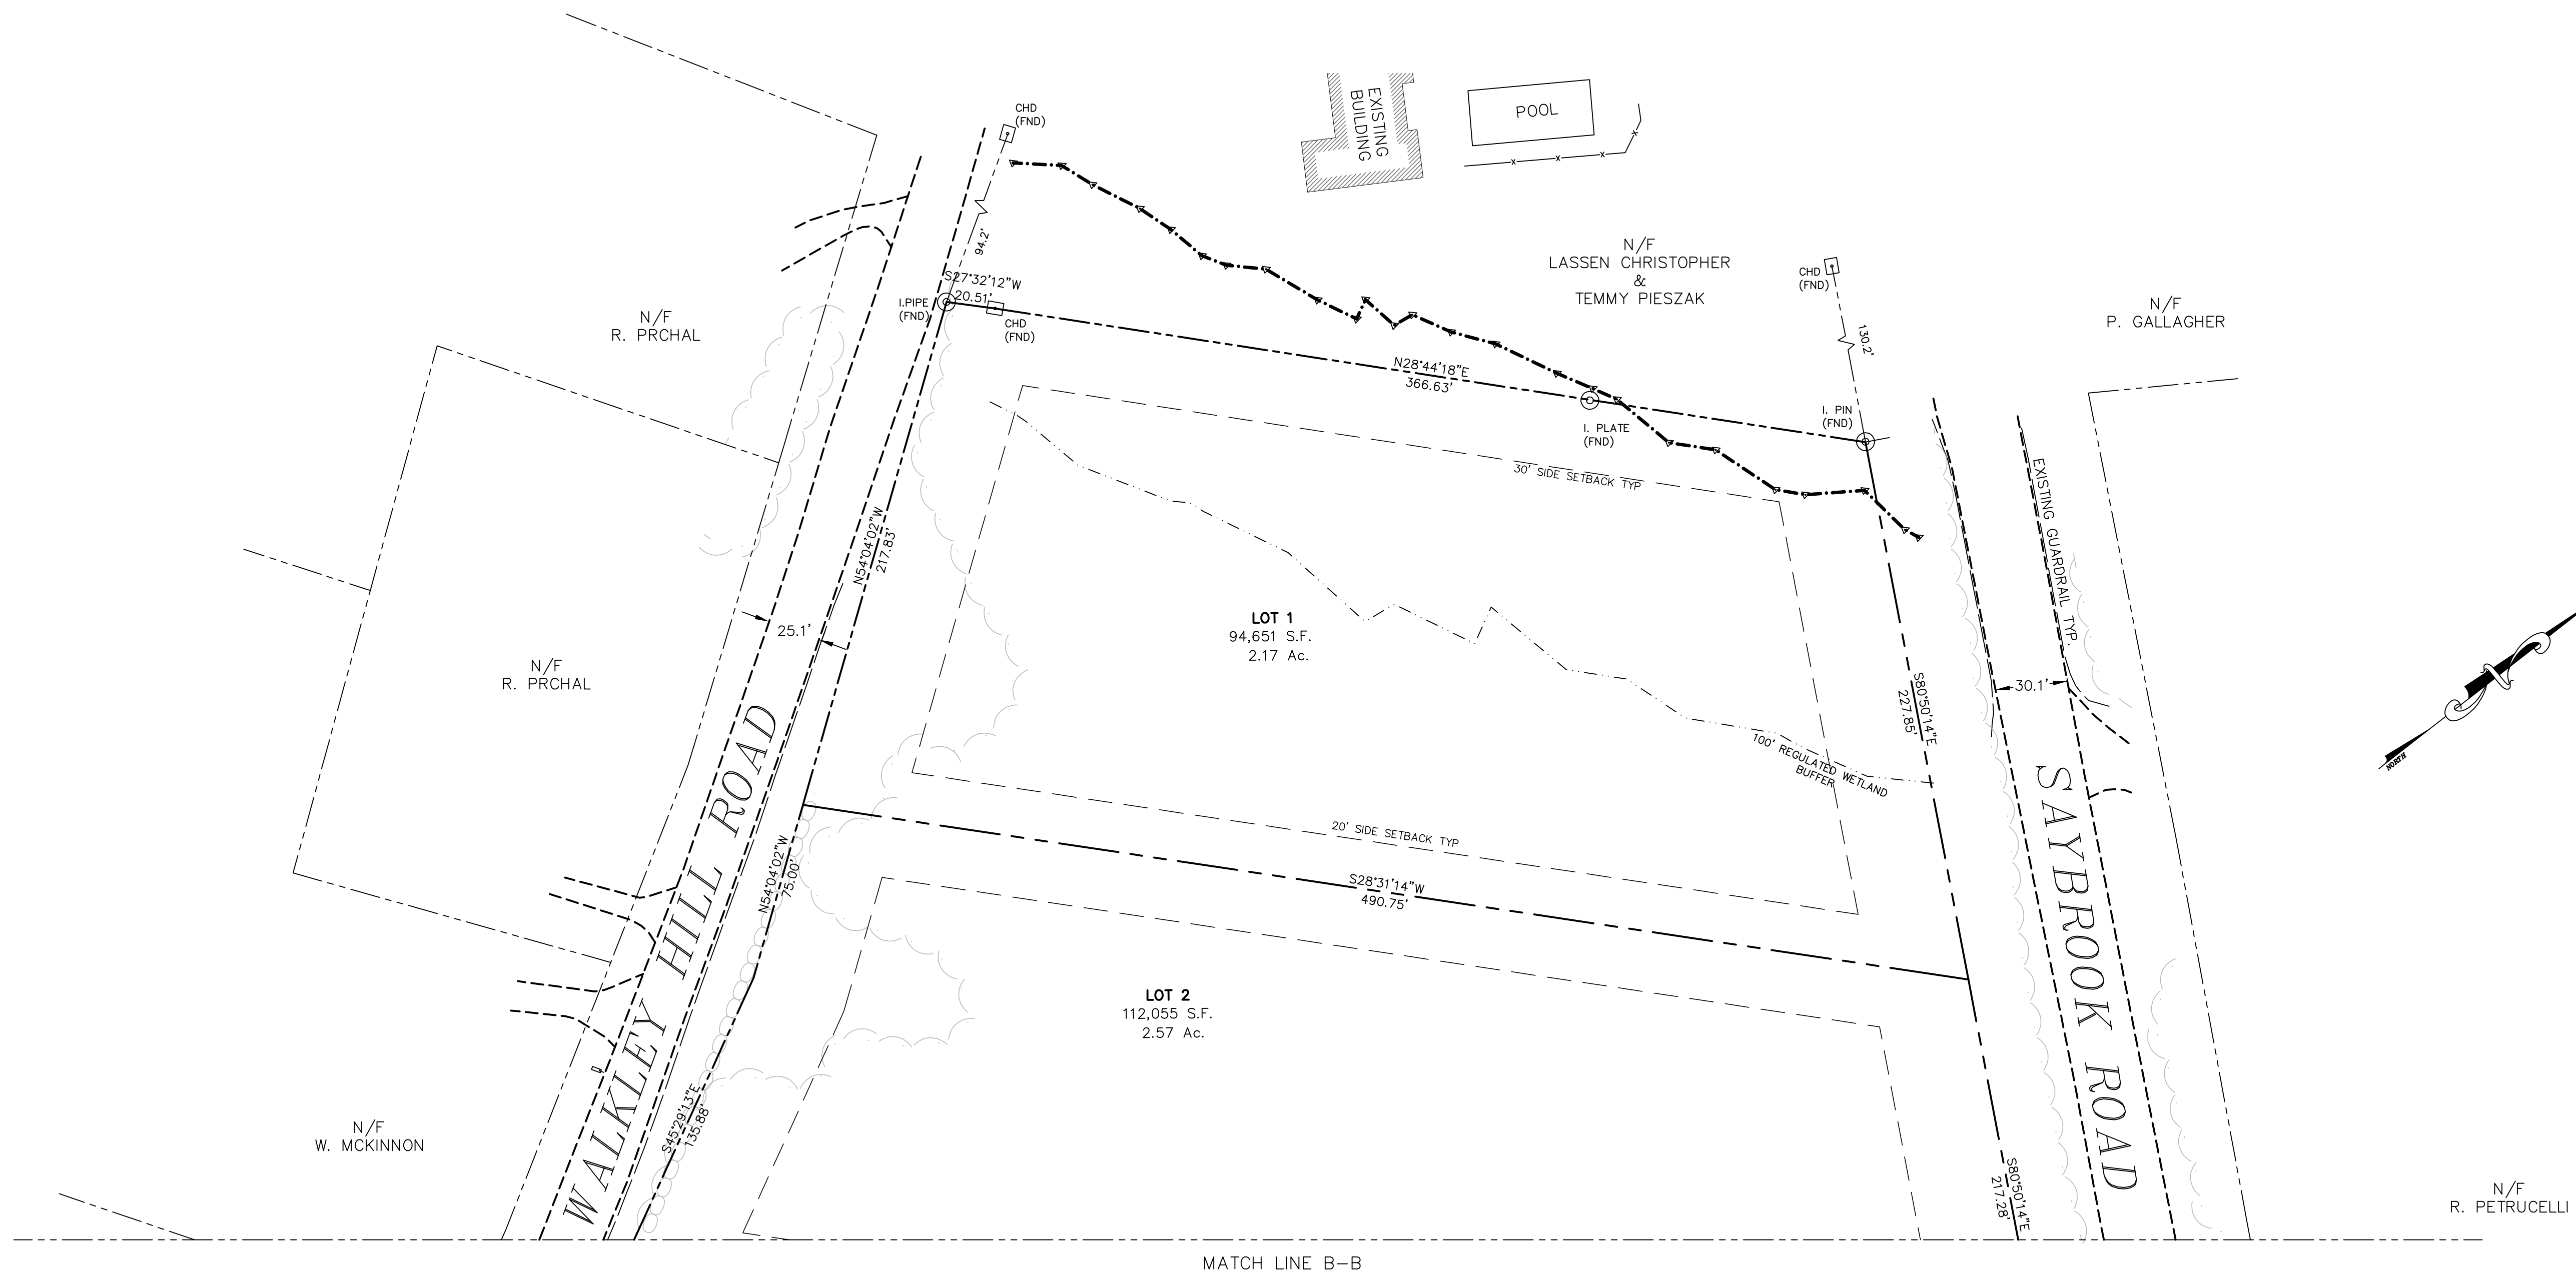 CHD
(FND)
EXISTING
BUILDING
POOL
94.2'
N/F
LASSEN CHRISTOPHER
&
TEMMY PIESZAK
CHD
(FND)
130.2'
N/F
P. GALLAGHER
N/F
R. PRCHAL
I.PIPE
(FND)
S27°32'12"W
20.51'
CHD
(FND)
N28°44'18"E
366.63'
I. PLATE
(FND)
I. PIN
(FND)
30' SIDE SETBACK TYP
EXISTING GUARDRAIL TYP.
N54°04'02"W
217.83'
25.1'
LOT 1
94,651 S.F.
2.17 Ac.
N/F
R. PRCHAL
S80°50'14"E
227.85'
30.1'
100' REGULATED WETLAND
BUFFER
NORTH
20' SIDE SETBACK TYP
S28°31'14"W
490.75'
N54°04'02"W
75.00'
WALKLEY HILL ROAD
SAYBROOK ROAD
LOT 2
112,055 S.F.
2.57 Ac.
S45°29'13"E
135.88'
N/F
W. MCKINNON
S80°50'14"E
217.28'
N/F
R. PETRUCELLI
MATCH LINE B-B